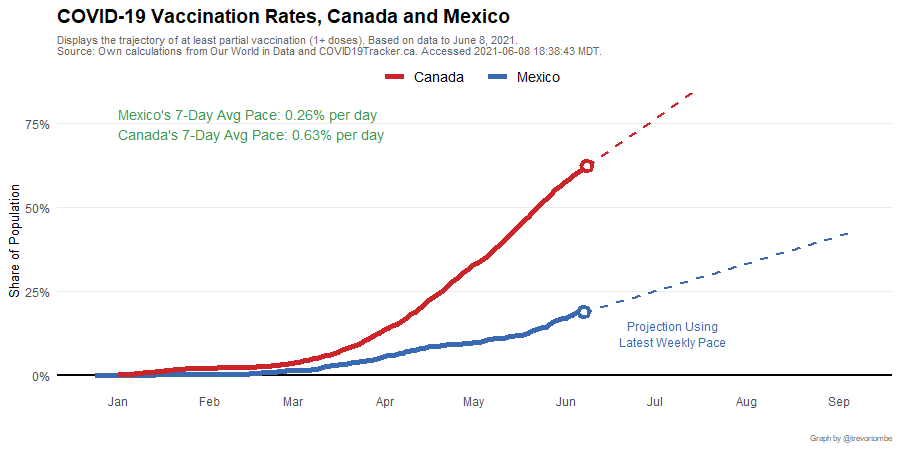 COVID-19 Vaccination Rates, Canada and Mexico
Displays the trajectory of at least partial vaccination (1+ doses). Based on data to June 8, 2021.
Source: Own calculations from Our World in Data and COVID19Tracker.ca. Accessed 2021-06-08 18:38:43 MDT.
Canada Mexico
Mexico's 7-Day Avg Pace: 0.26% per day
Canada's 7-Day Avg Pace: 0.63% per day
Share of Population
75%
50%
25%
0%
Projection Using
Latest Weekly Pace
Jan Feb Mar Apr May Jun Jul Aug Sep
Graph by @trevortombe